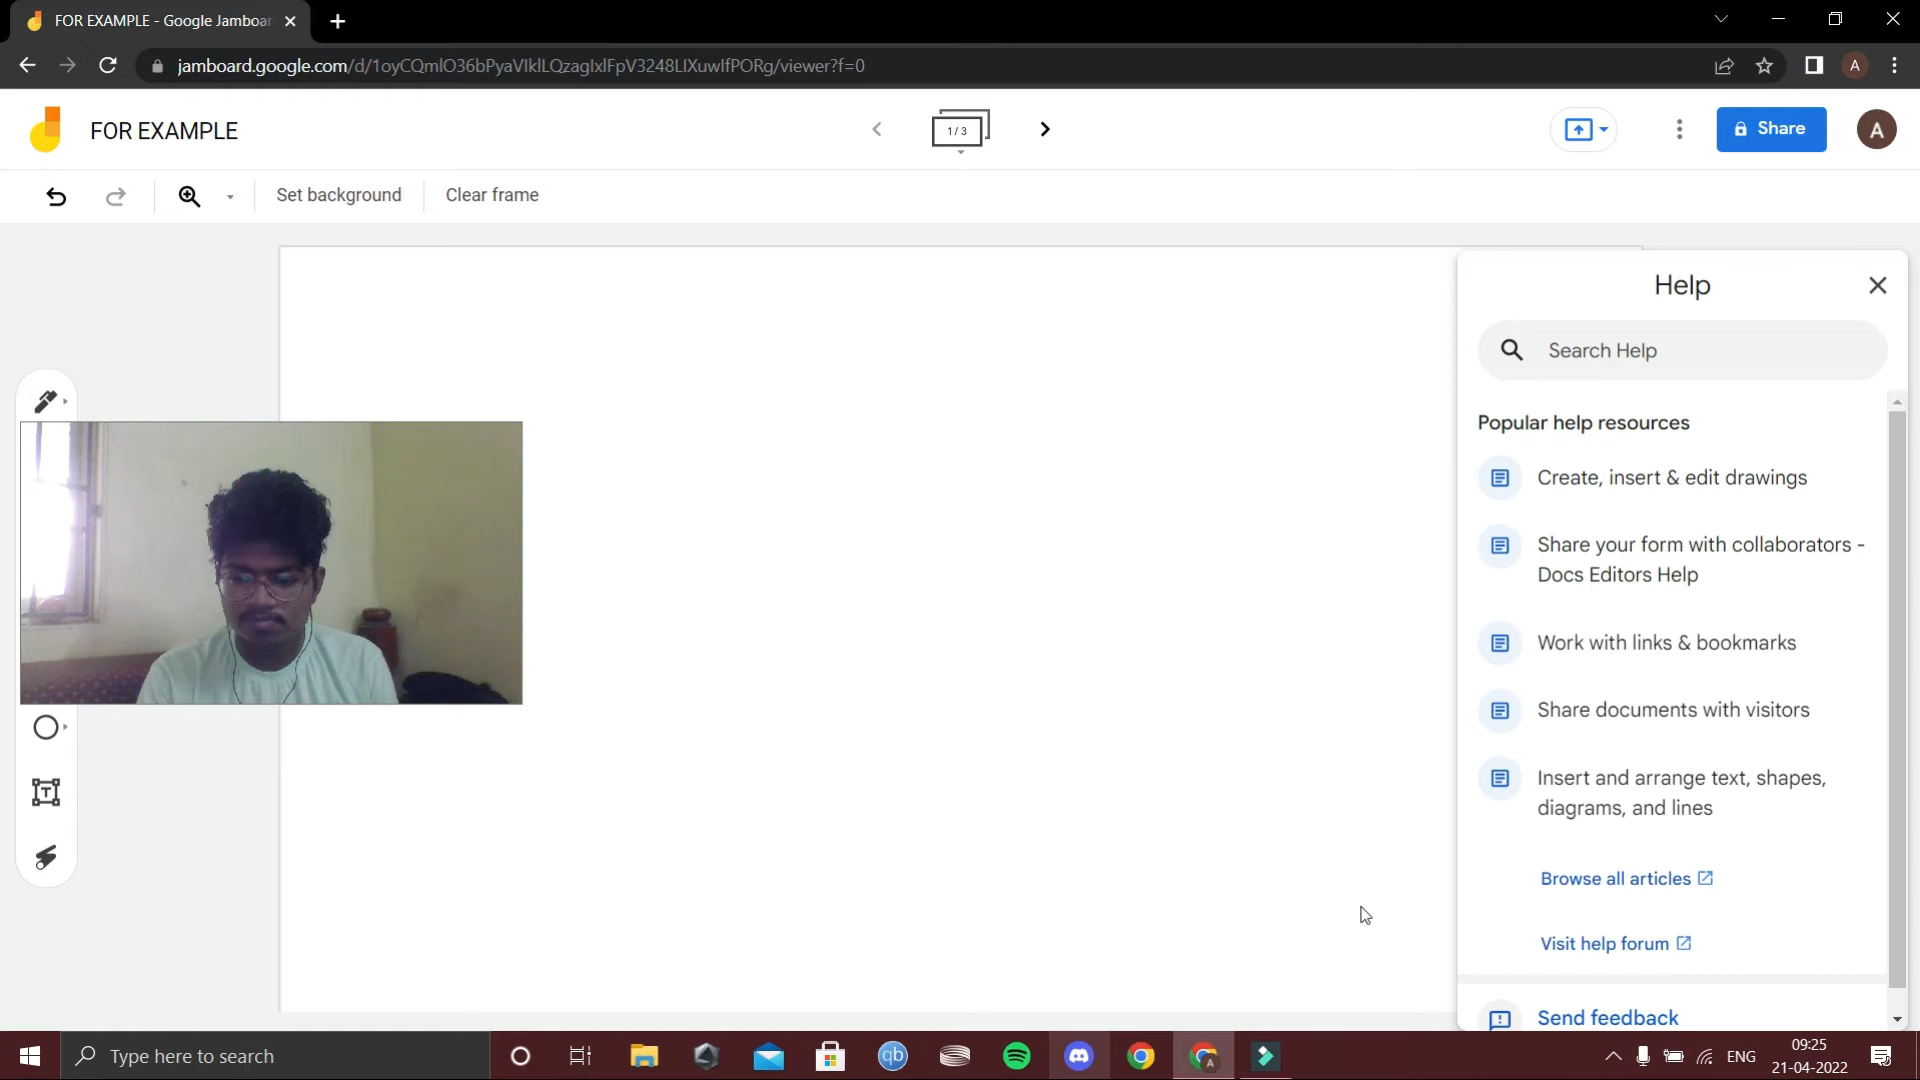 FOR EXAMPLE - Google Jamboar
jamboard.google.com/d/1oyCQmlO36bPyaVIklLQzagIxlFpV3248LIXuwIfPORg/viewer?f=0
A
FOR EXAMPLE
1 / 3
Share
A
Set background
Clear frame
Help
Search Help
Popular help resources
Create, insert & edit drawings
Share your form with collaborators -
Docs Editors Help
Work with links & bookmarks
Share documents with visitors
Insert and arrange text, shapes,
diagrams, and lines
Browse all articles
Visit help forum
Send feedback
Type here to search
qb
A
ENG
09:25
21-04-2022